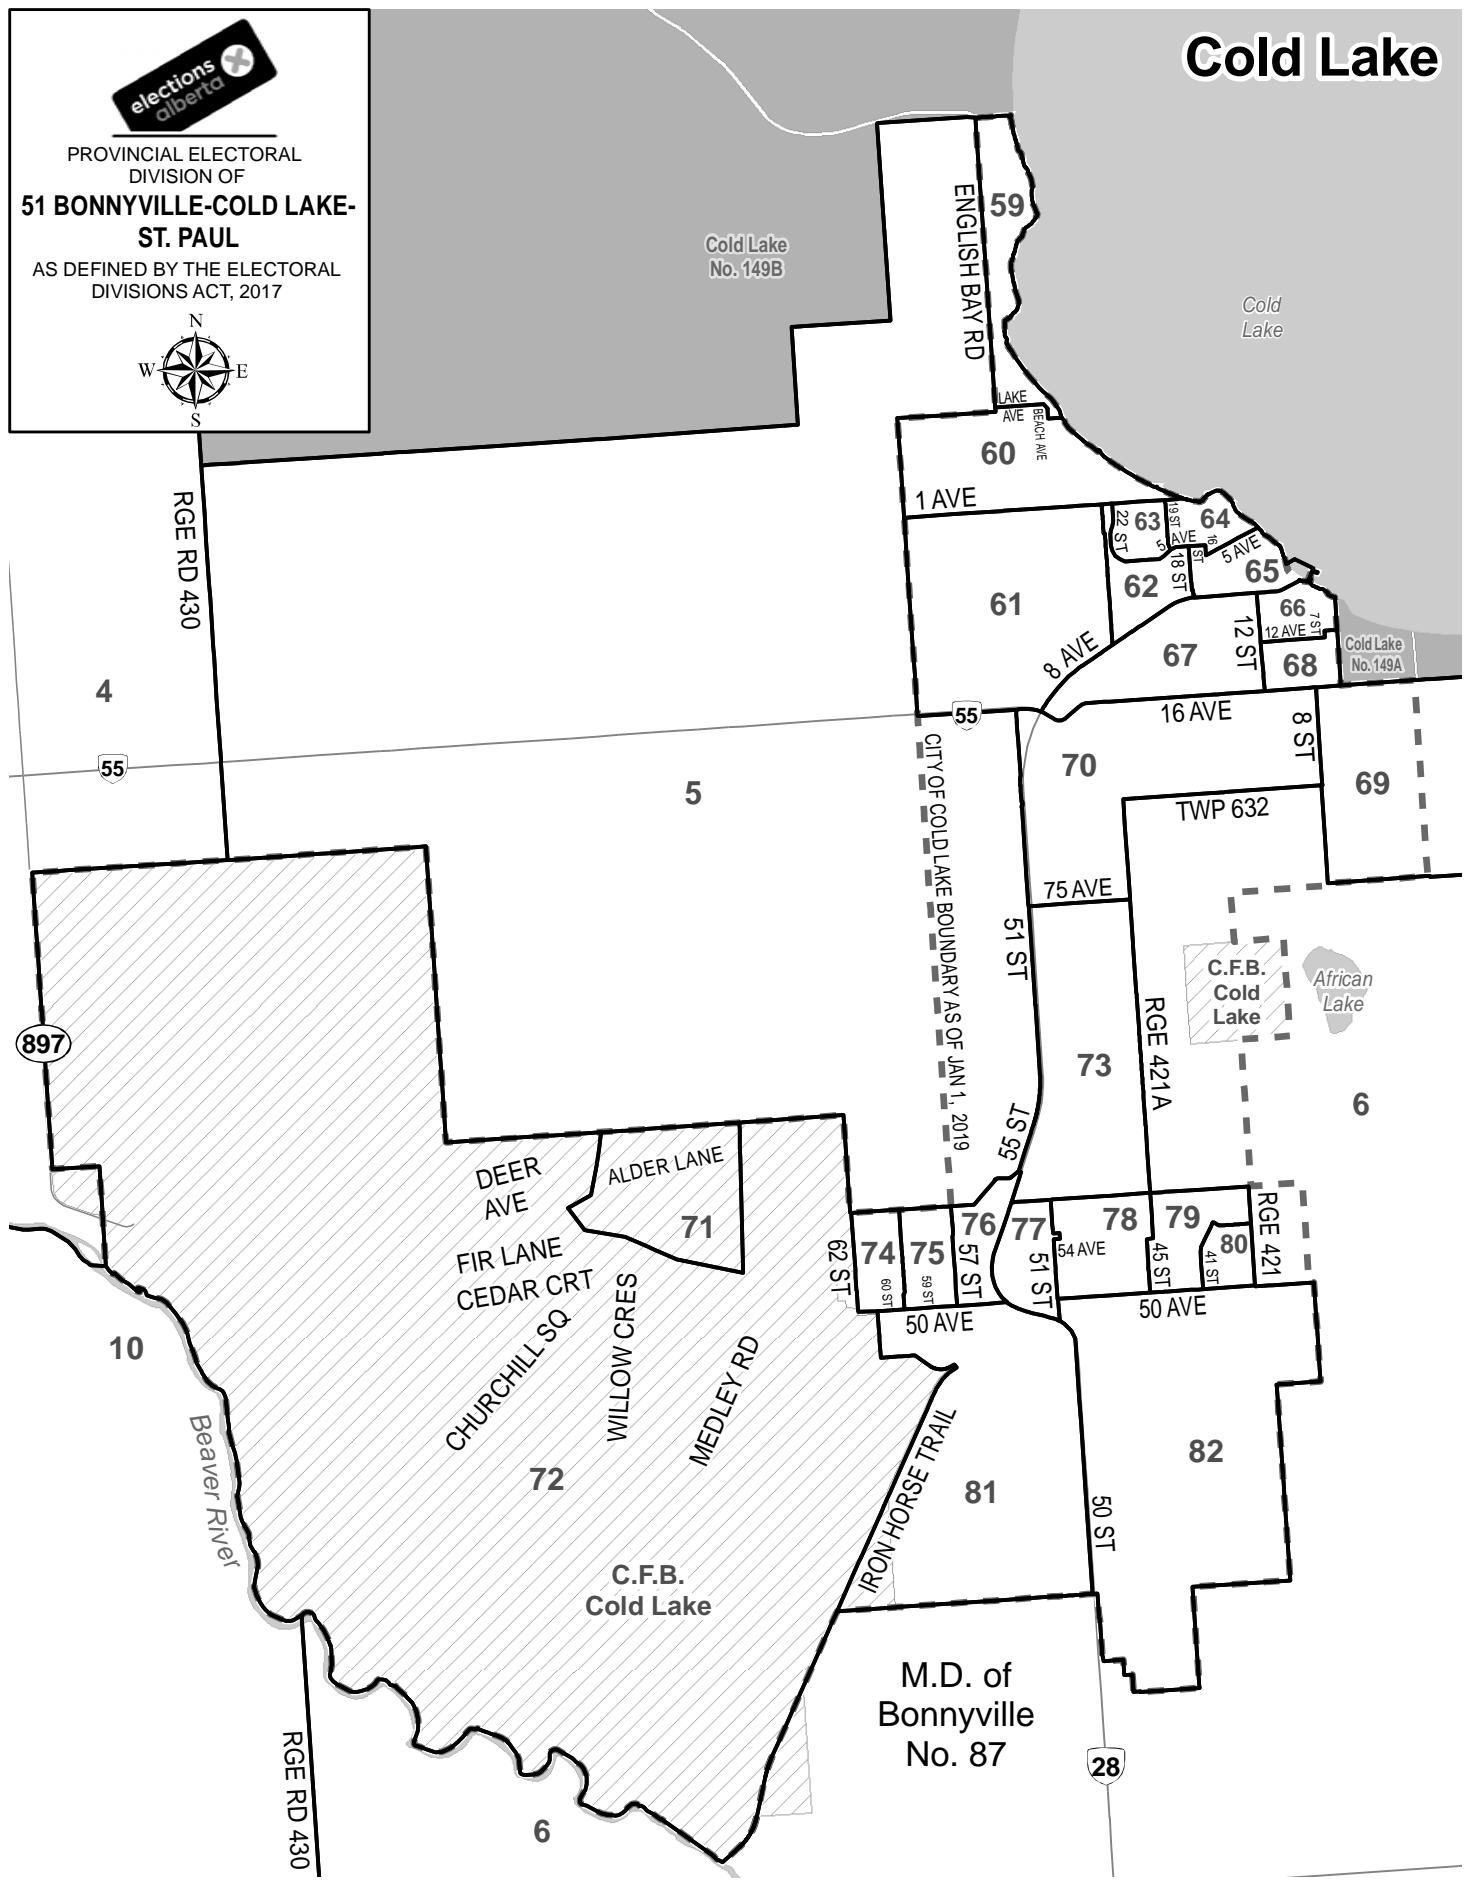 elections
alberta
PROVINCIAL ELECTORAL
DIVISION OF
51 BONNYVILLE-COLD LAKE-
ST. PAUL
AS DEFINED BY THE ELECTORAL
DIVISIONS ACT, 2017
N
W
E
S
Cold Lake
Cold Lake
No. 149B
ENGLISH BAY RD
59
Cold
Lake
LAKE
AVE
BEACH AVE
60
1 AVE
RGE RD 430
22 ST
63
19 ST
64
5 AVE
16 ST
5 AVE
18 ST
62
65
61
66
7 ST
12 AVE
12 ST
8 AVE
67
68
Cold Lake
No. 149A
4
55
55
16 AVE
8 ST
70
69
5
TWP 632
CITY OF COLD LAKE BOUNDARY AS OF JAN 1, 2019
75 AVE
51 ST
C.F.B.
Cold
Lake
African
Lake
897
RGE 421A
73
6
55 ST
DEER
AVE
ALDER LANE
71
FIR LANE
CEDAR CRT
CHURCHILL SQ
WILLOW CRES
MEDLEY RD
62 ST
74
60 ST
75
59 ST
76
57 ST
77
51 ST
78
54 AVE
79
45 ST
41 ST
80
RGE 421
50 AVE
50 AVE
10
Beaver River
72
IRON HORSE TRAIL
81
82
50 ST
C.F.B.
Cold Lake
M.D. of
Bonnyville
No. 87
28
RGE RD 430
6